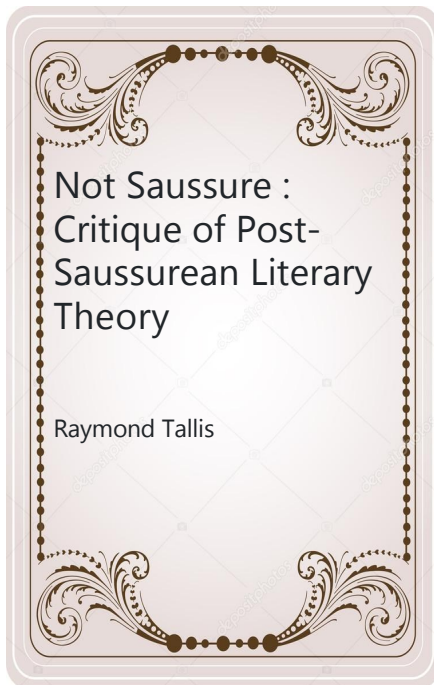 Not Saussure :
Critique of Post-
Saussurean Literary
Theory
Raymond Tallis